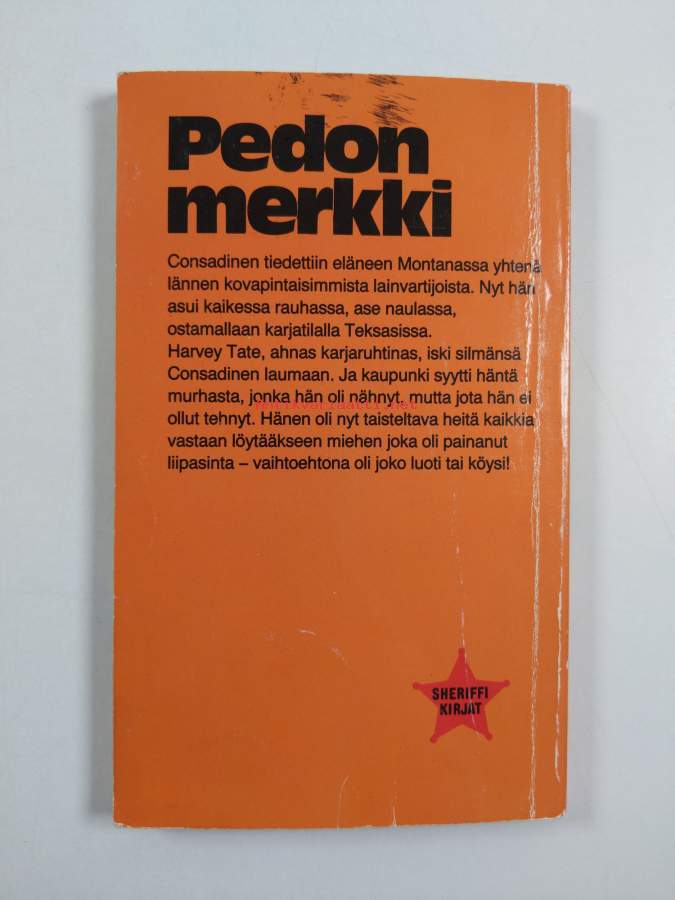 Pedon
merkki
Consadinen tiedettiin eläneen Montanassa yhtenä
lännen kovapintaisimmista lainvartijoista. Nyt hän
asui kaikessa rauhassa, ase naulassa,
ostamallaan karjatilalla Teksasissa.
Harvey Tate, ahnas karjaruhtinas, iski silmänsä
Consadinen laumaan. Ja kaupunki syytti häntä
murhasta, jonka hän oli nähnyt, mutta jota hän ei
Antikvariaatti.net
ollut tehnyt. Hänen oli nyt taisteltava heitä kaikkia
vastaan löytääkseen miehen joka oli painanut
liipasinta – vaihtoehtona oli joko luoti tai köysi!
SHERIFFI
KIRJAT